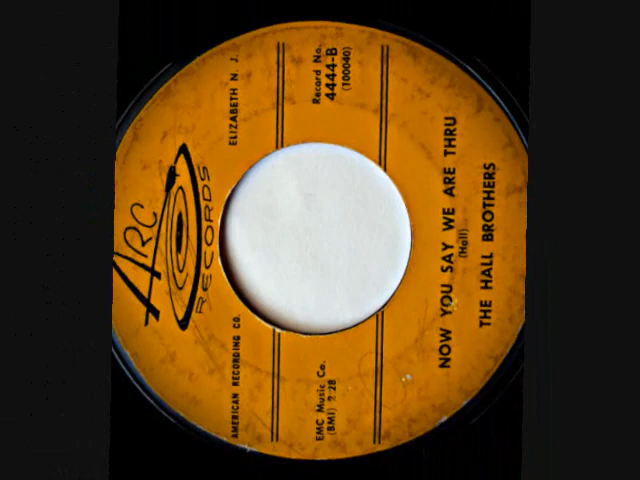 ARC
RECORDS
AMERICAN RECORDING CO. ELIZABETH N. J.
EMC Music Co.
(BMI) 2:28
Record No.
4444-B
(100040)
NOW YOU SAY WE ARE THRU
(Hall)
THE HALL BROTHERS